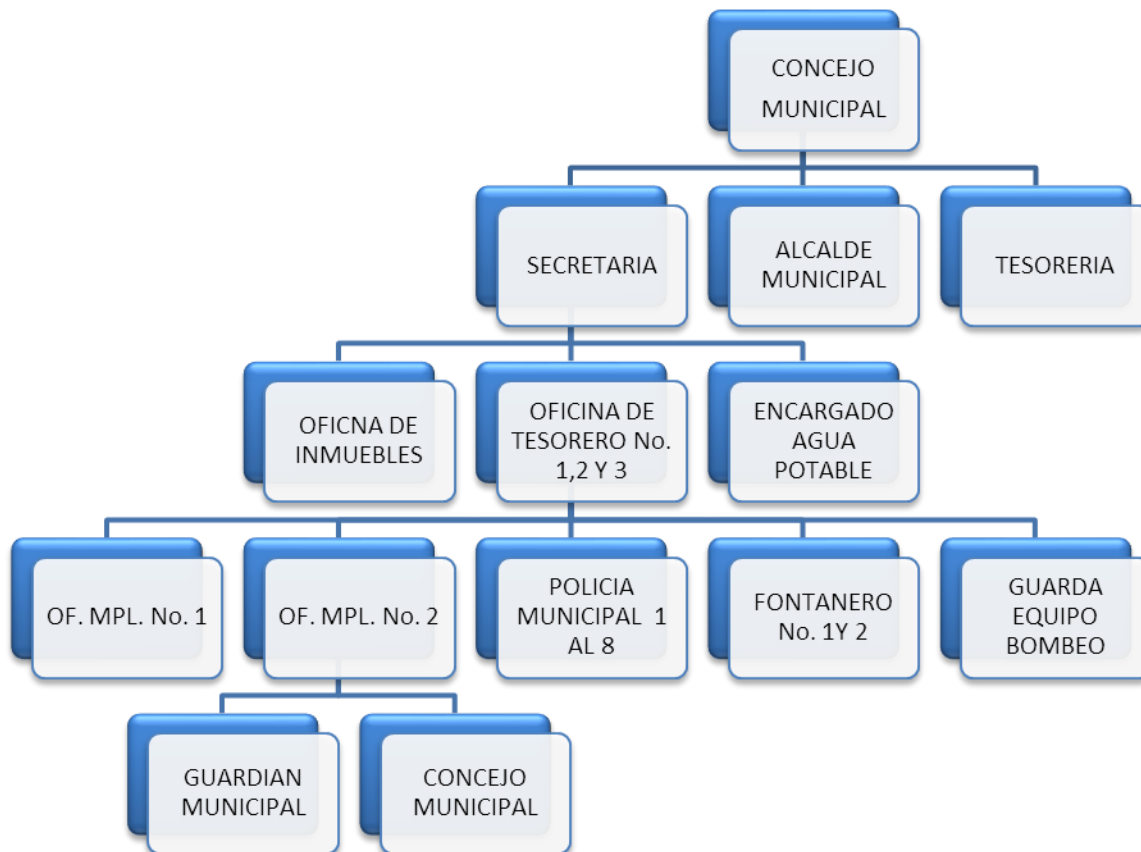 CONCEJO
MUNICIPAL
SECRETARIA
ALCALDE
MUNICIPAL
TESORERIA
OFICNA DE
INMUEBLES
OFICINA DE
TESORERO No.
1,2 Y 3
ENCARGADO
AGUA
POTABLE
OF. MPL. No. 1
OF. MPL. No. 2
POLICIA
MUNICIPAL 1
AL 8
FONTANERO
No. 1Y 2
GUARDA
EQUIPO
BOMBEO
GUARDIAN
MUNICIPAL
CONCEJO
MUNICIPAL